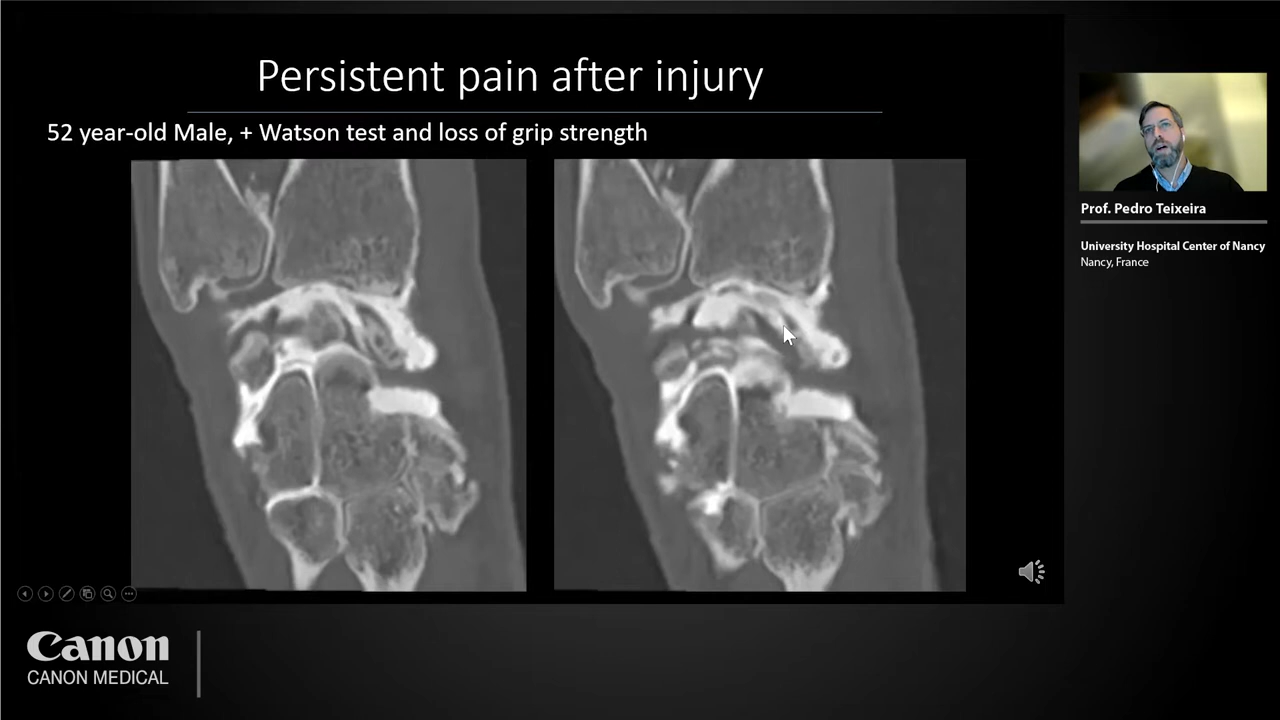 Persistent pain after injury
52 year-old Male, + Watson test and loss of grip strength
Prof. Pedro Teixeira
University Hospital Center of Nancy
Nancy, France
Canon
CANON MEDICAL